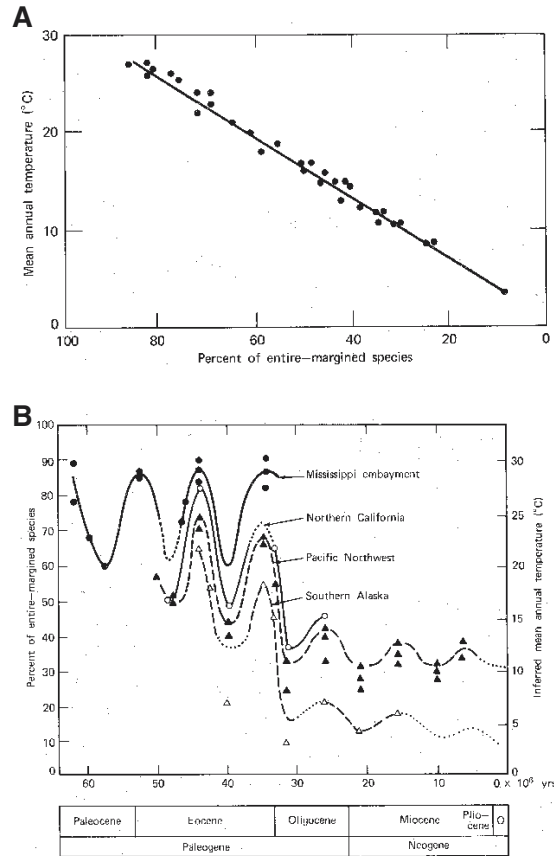 A
30
20
10
0
Mean annual temperature (°C)
100 80 60 40 20 0
Percent of entire-margined species
B
100
90
80
70
60
50
40
30
20
10
0
Percent of entire-margined species
30
25
20
15
10
5
0
Inferred mean annual temperature (°C)
Mississippi embayment
Northern California
Pacific Northwest
Southern Alaska
60 50 40 30 20 10 0 × 10⁶ yrs
Paleocene Eocene Oligocene Miocene Plio-cene Q
Paleogene Neogene